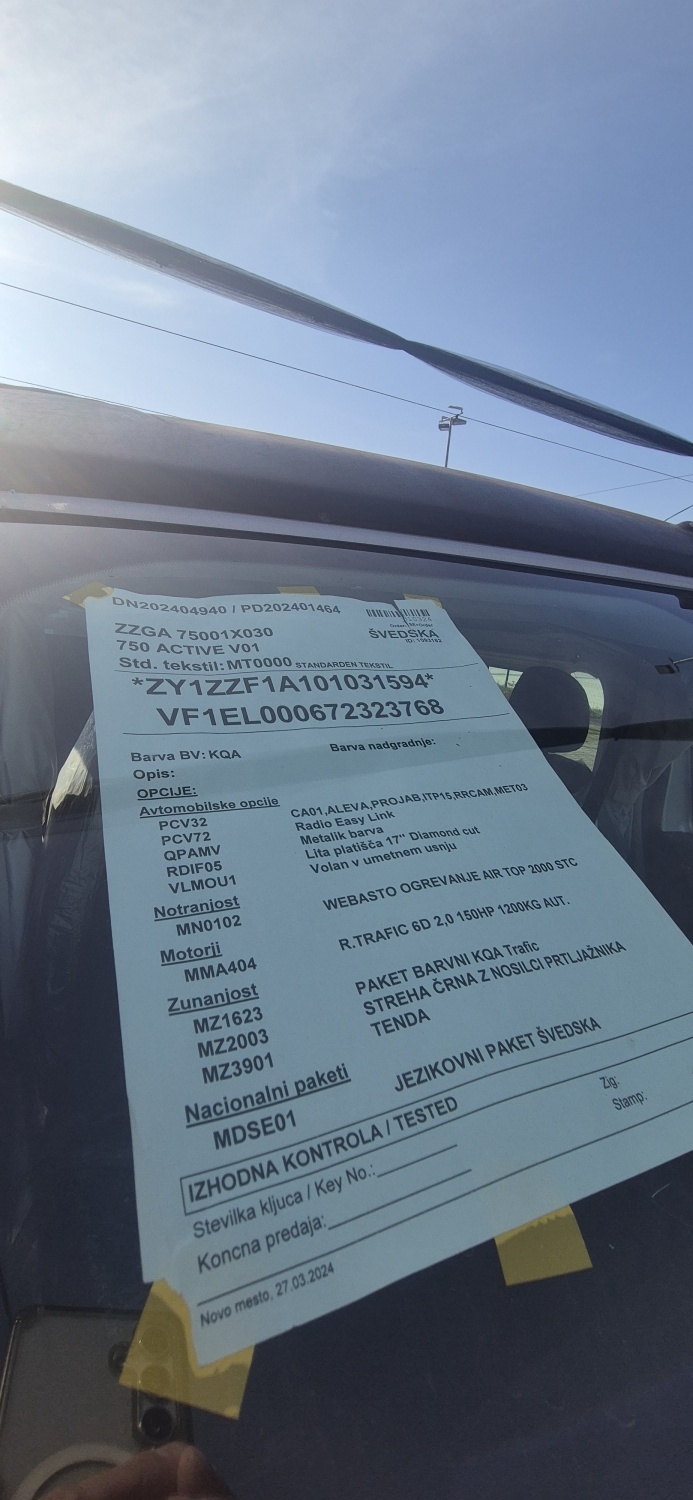 DN202404940 / PD202401464
ZZGA 75001X030
ŠVEDSKA
750 ACTIVE V01
Std. tekstil: MT0000 STANDARDEN TEKSTIL
*ZY1ZZF1A101031594*
VF1EL000672323768
Barva BV: KQA Barva nadgradnje:
Opis:
OPCIJE:
Avtomobilske opcije
PCV32 CA01,ALEVA,PROJAB,ITP15,RRCAM,MET03
PCV72 Radio Easy Link
QPAMV Metalik barva
RDIF05 Lita platišča 17" Diamond cut
VLMOU1 Volan v umetnem usnju
Notranjost
MN0102 WEBASTO OGREVANJE AIR TOP 2000 STC
Motorji
MMA404 R.TRAFIC 6D 2,0 150HP 1200KG AUT.
Zunanjost
MZ1623 PAKET BARVNI KQA Trafic
MZ2003 STREHA ČRNA Z NOSILCI PRTLJAŽNIKA
MZ3901 TENDA
Nacionalni paketi
MDSE01 JEZIKOVNI PAKET ŠVEDSKA
IZHODNA KONTROLA / TESTED
Stevilka kljuca / Key No.: Zig:
Koncna predaja: Stamp:
Novo mesto, 27.03.2024